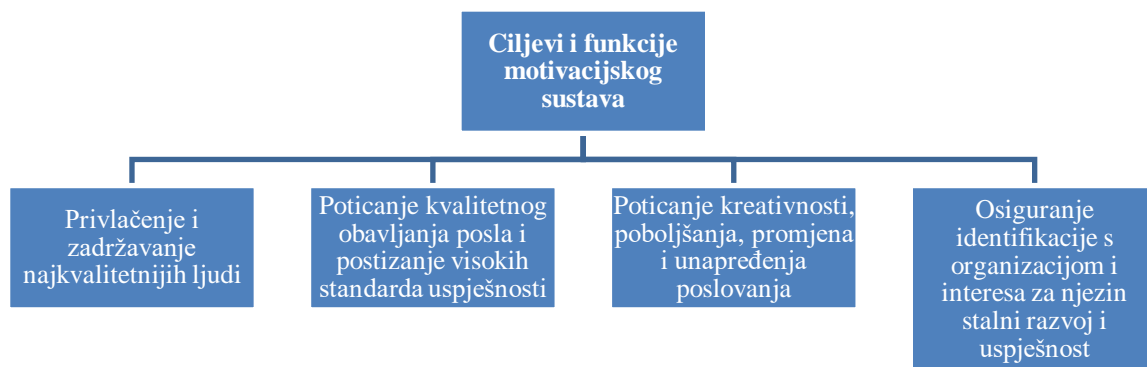 Ciljevi i funkcije
motivacijskog
sustava
Privlačenje i
zadržavanje
najkvalitetnijih ljudi
Poticanje kvalitetnog
obavljanja posla i
postizanje visokih
standarda uspješnosti
Poticanje kreativnosti,
poboljšanja, promjena
i unapređenja
poslovanja
Osiguranje
identifikacije s
organizacijom i
interesa za njezin
stalni razvoj i
uspješnost